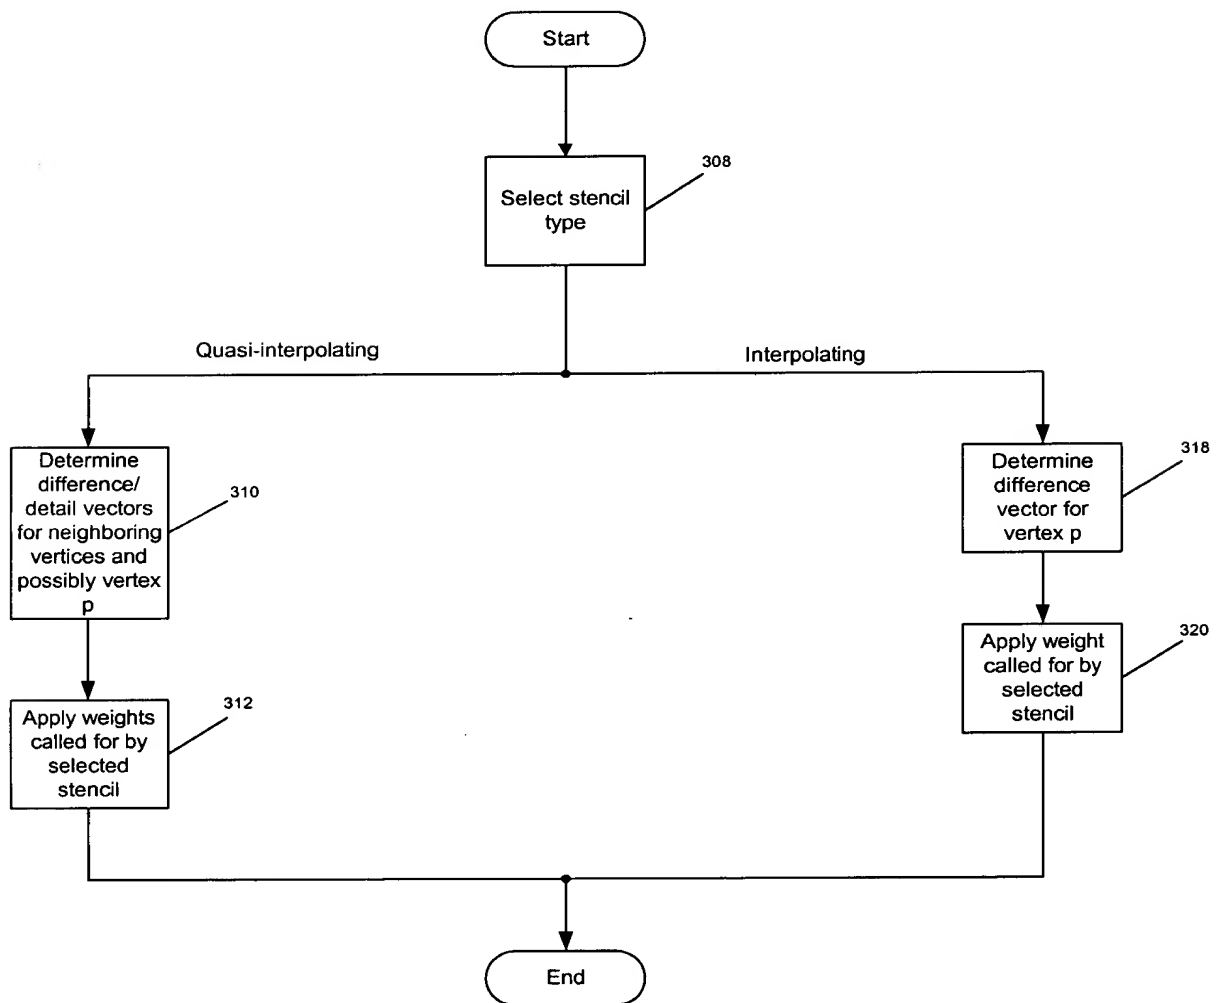 Start
308
Select stencil
type
Quasi-interpolating
Interpolating
Determine
difference/
detail vectors
for neighboring
vertices and
possibly vertex
p
310
Determine
difference
vector for
vertex p
318
Apply weights
called for by
selected
stencil
312
Apply weight
called for by
selected
stencil
320
End